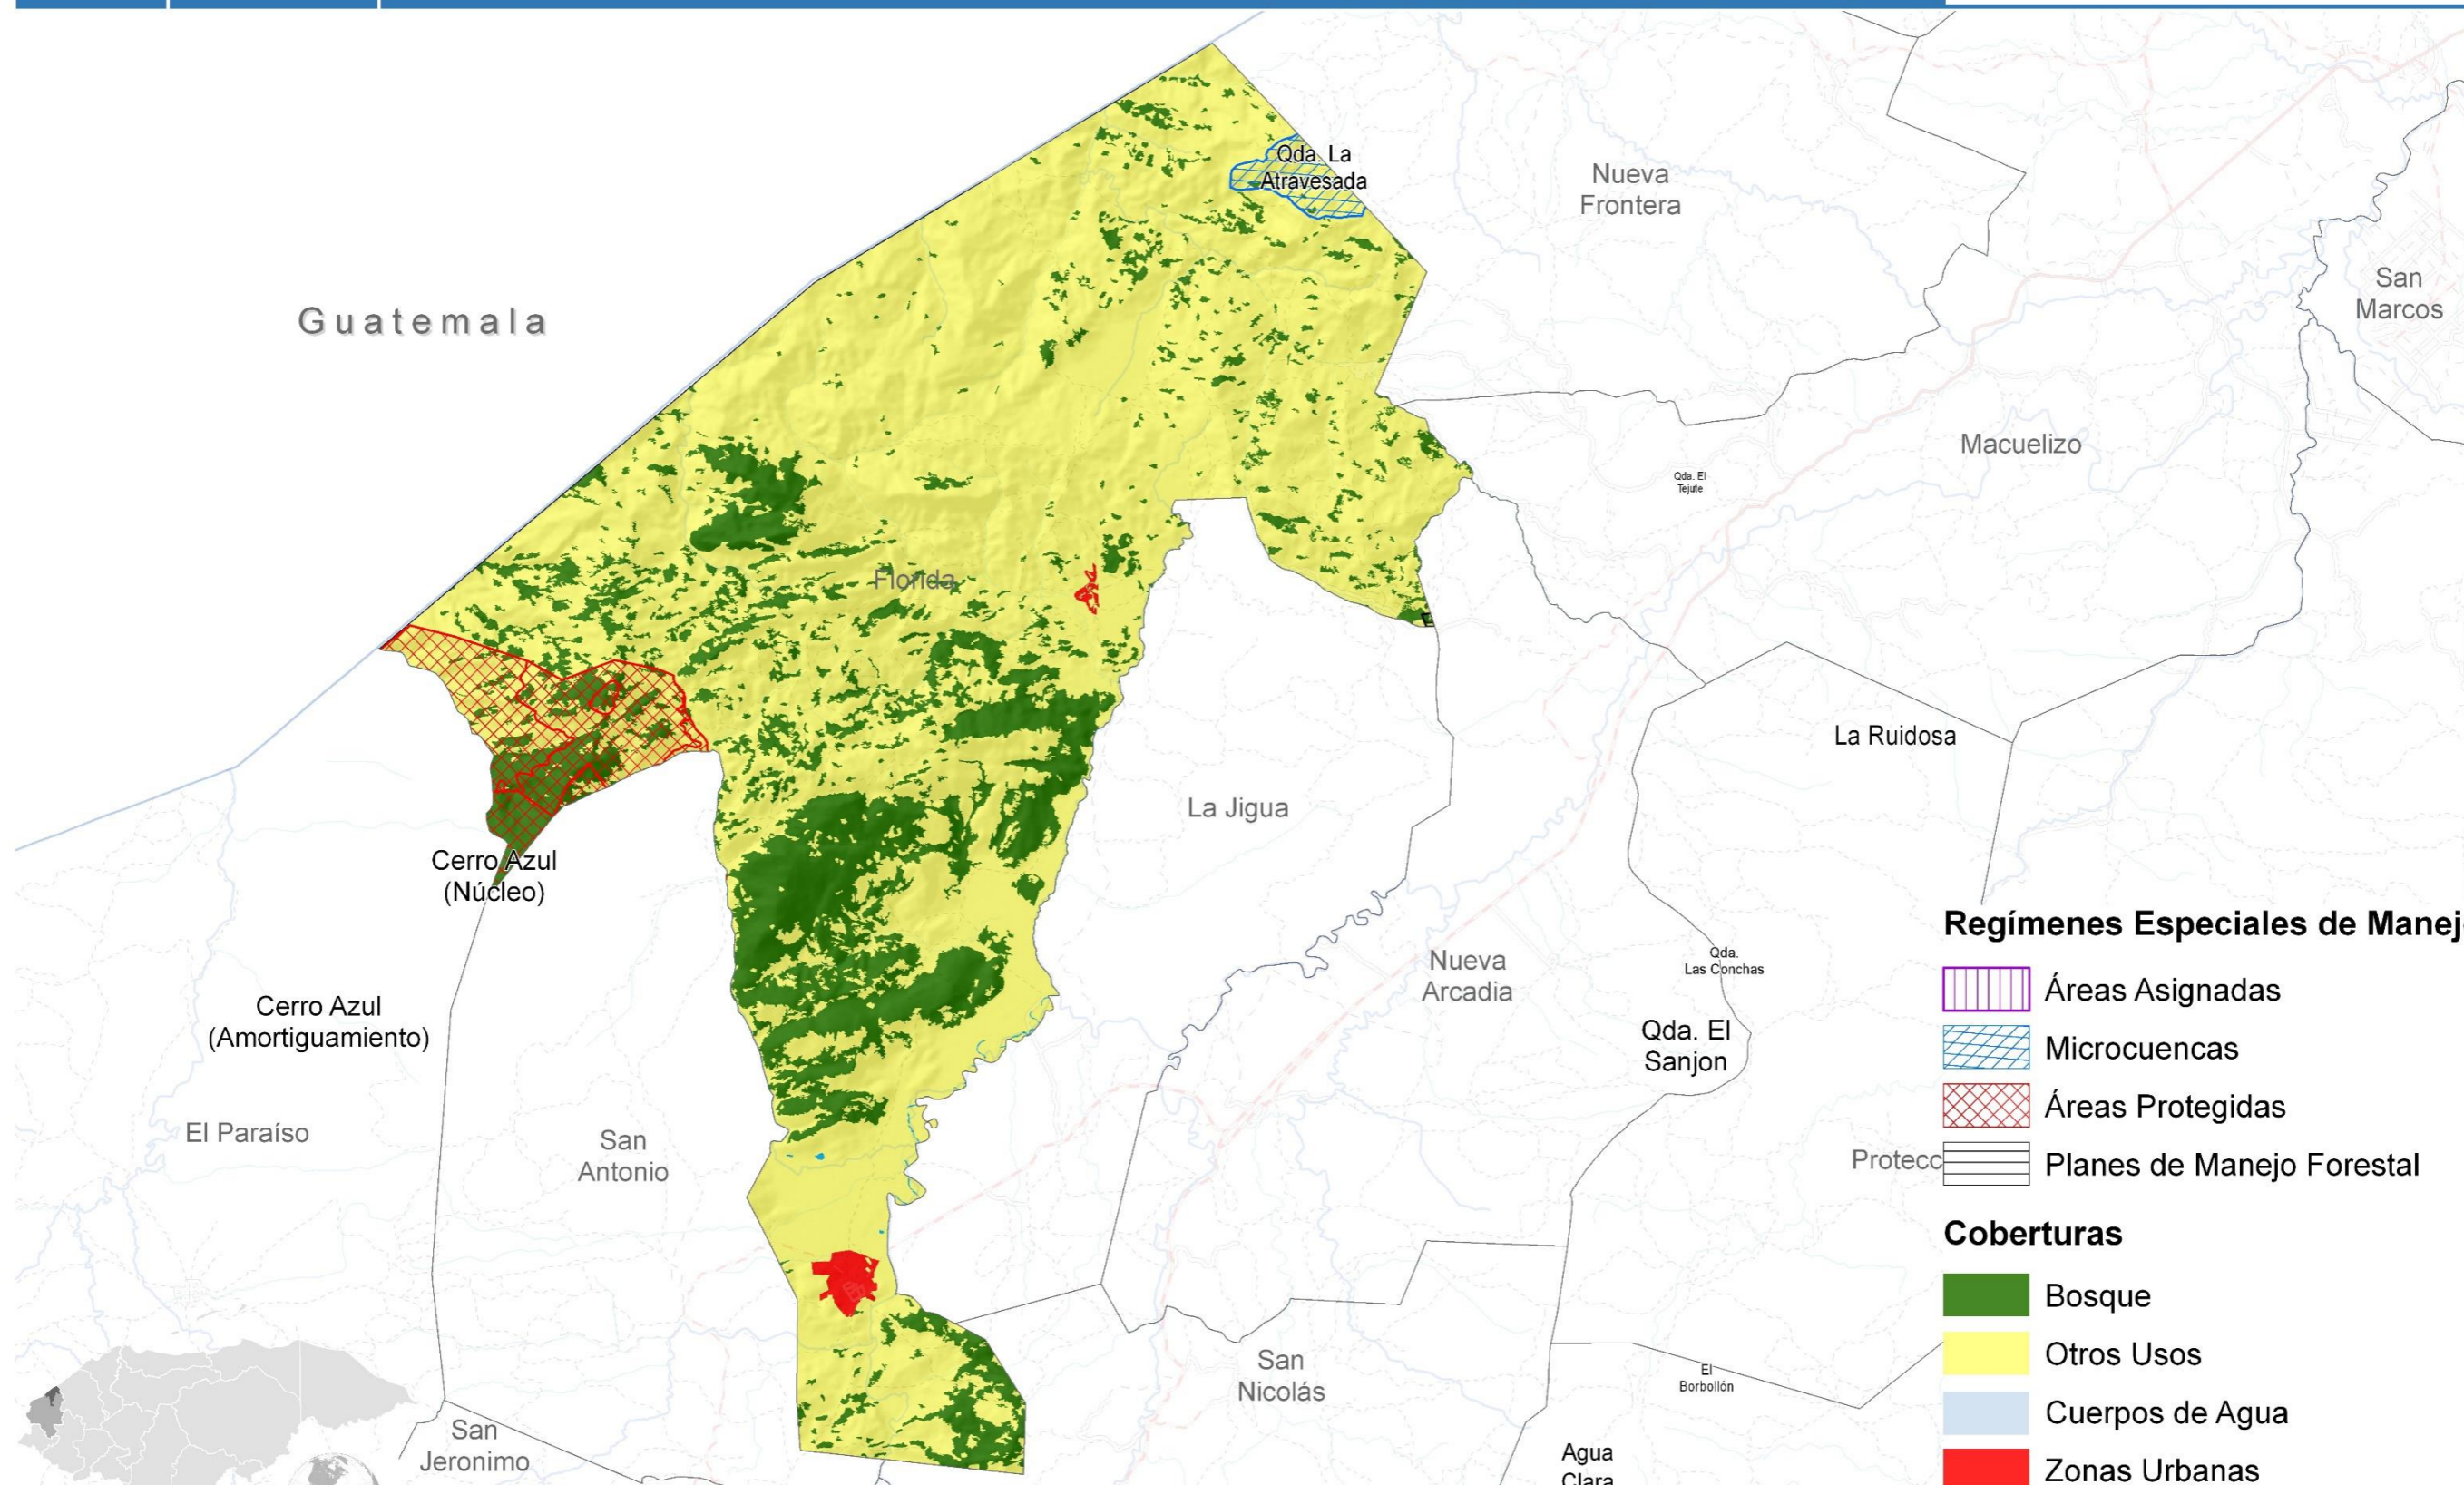 Qda. La
Atravesada
Nueva
Frontera
San
Marcos
Guatemala
Macuelizo
Qda. El
Tejute
Florida
La Ruidosa
La Jigua
Cerro Azul
(Núcleo)
Nueva
Arcadia
Qda.
Las Conchas
Cerro Azul
(Amortiguamiento)
Qda. El
Sanjon
El Paraíso
San
Antonio
Protecc
San
Nicolás
El
Borbollón
San
Jeronimo
Agua
Clara
Regímenes Especiales de Manej
Áreas Asignadas
Microcuencas
Áreas Protegidas
Planes de Manejo Forestal
Coberturas
Bosque
Otros Usos
Cuerpos de Agua
Zonas Urbanas